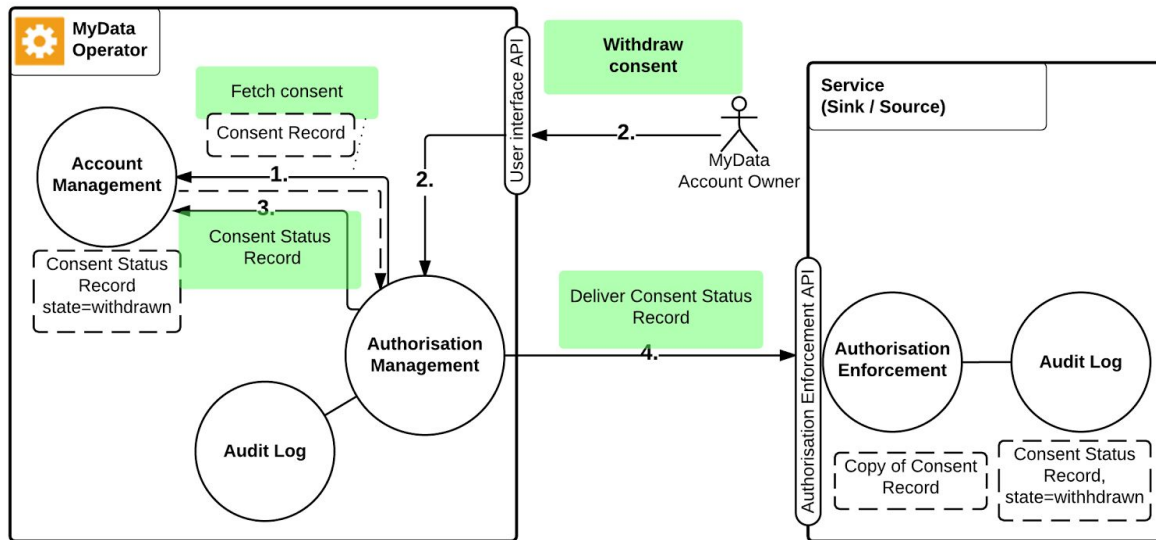 MyData
Operator
Withdraw
consent
User interface API
Service
(Sink / Source)
Fetch consent
Consent Record
2.
MyData
Account Owner
Account
Management
1.
2.
3.
Consent Status
Record
Consent Status
Record
state=withdrawn
Deliver Consent Status
Record
4.
Authorisation
Management
Audit Log
Authorisation Enforcement API
Authorisation
Enforcement
Audit Log
Copy of Consent
Record
Consent Status
Record,
state=withhdrawn